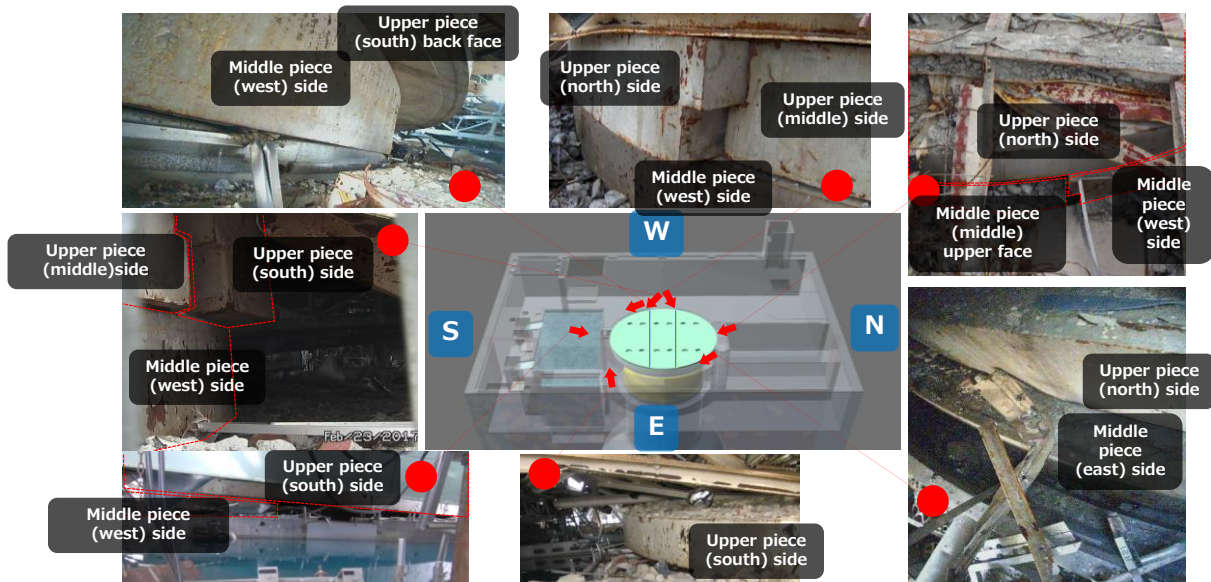 Upper piece
(south) back face
Middle piece
(west) side
Upper piece
(north) side
Upper piece
(middle) side
Middle piece
(west) side
Upper piece
(north) side
Middle piece
(middle)
upper face
Middle
piece
(west)
side
Upper piece
(middle)side
Upper piece
(south) side
Middle piece
(west) side
Feb/23/2017
W
S
N
E
Upper piece
(north) side
Middle
piece
(east) side
Upper piece
(south) side
Middle piece
(west) side
Upper piece
(south) side